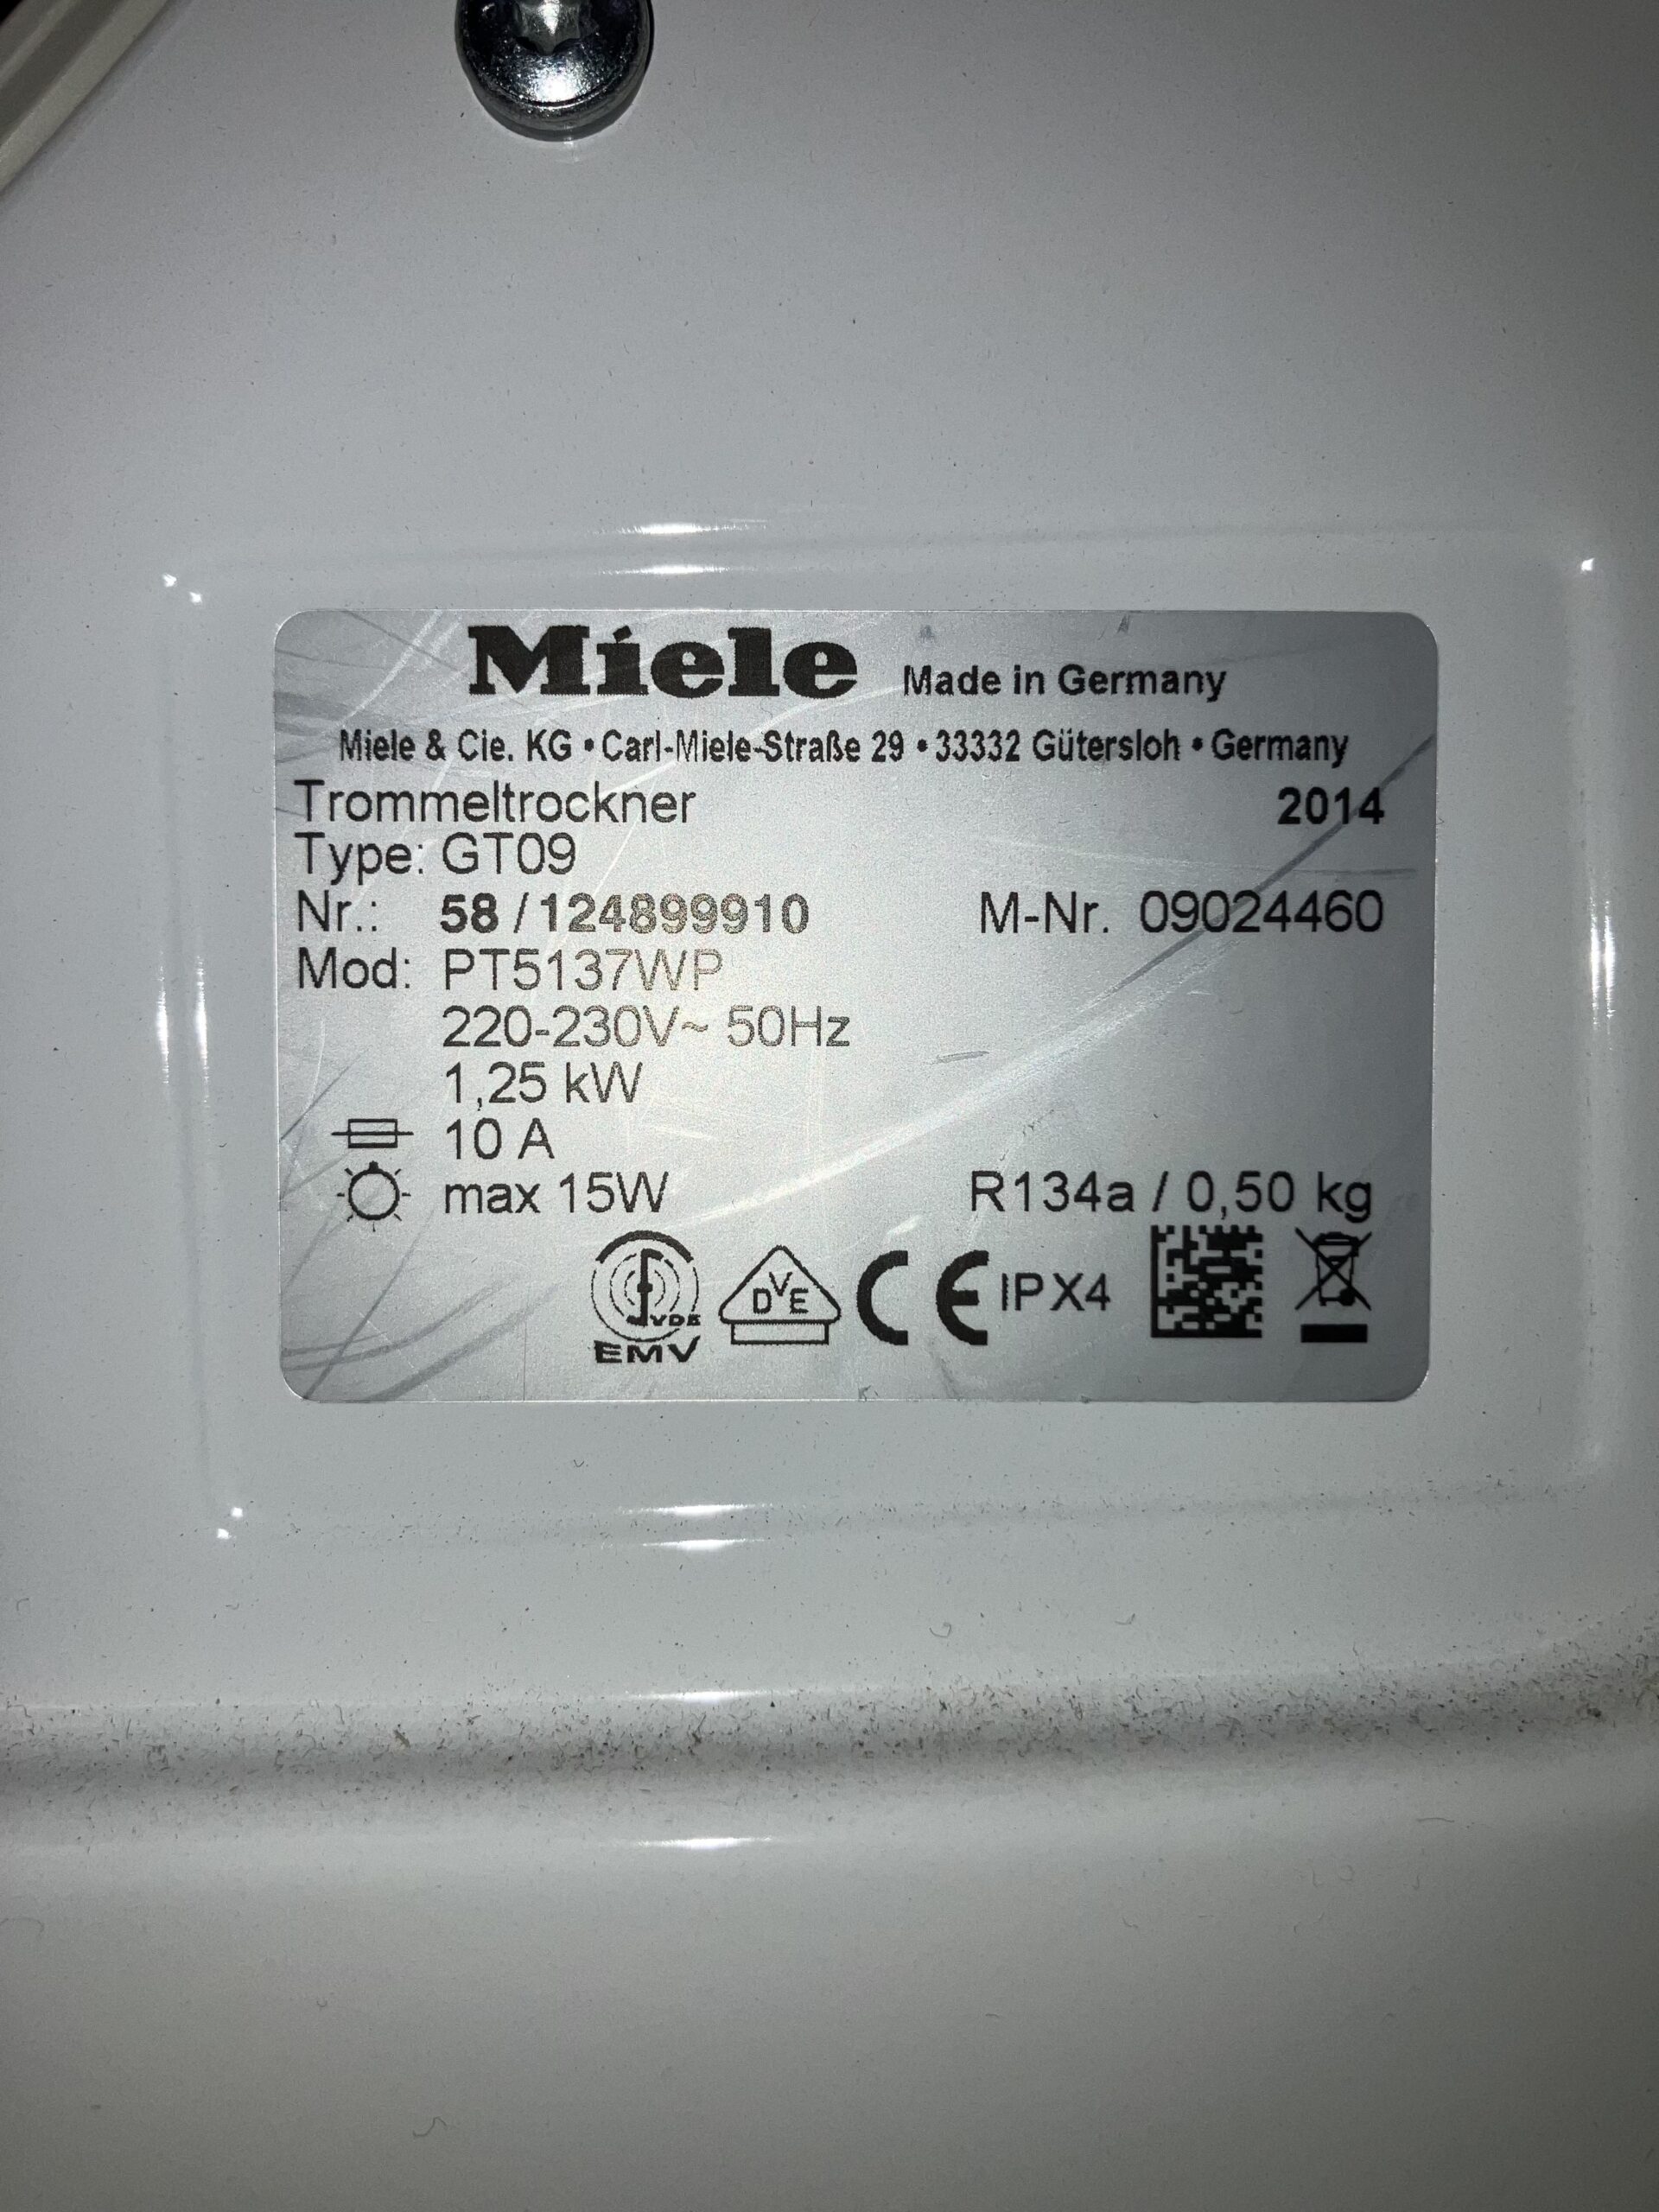 Miele Made in Germany
Miele & Cie. KG • Carl-Miele-Straße 29 • 33332 Gütersloh • Germany
Trommeltrockner 2014
Type: GT09
Nr.: 58 / 124899910 M-Nr. 09024460
Mod: PT5137WP
220-230V~ 50Hz
1,25 kW
10 A
max 15W R134a / 0,50 kg
VDE DVE CE IPX4
EMV